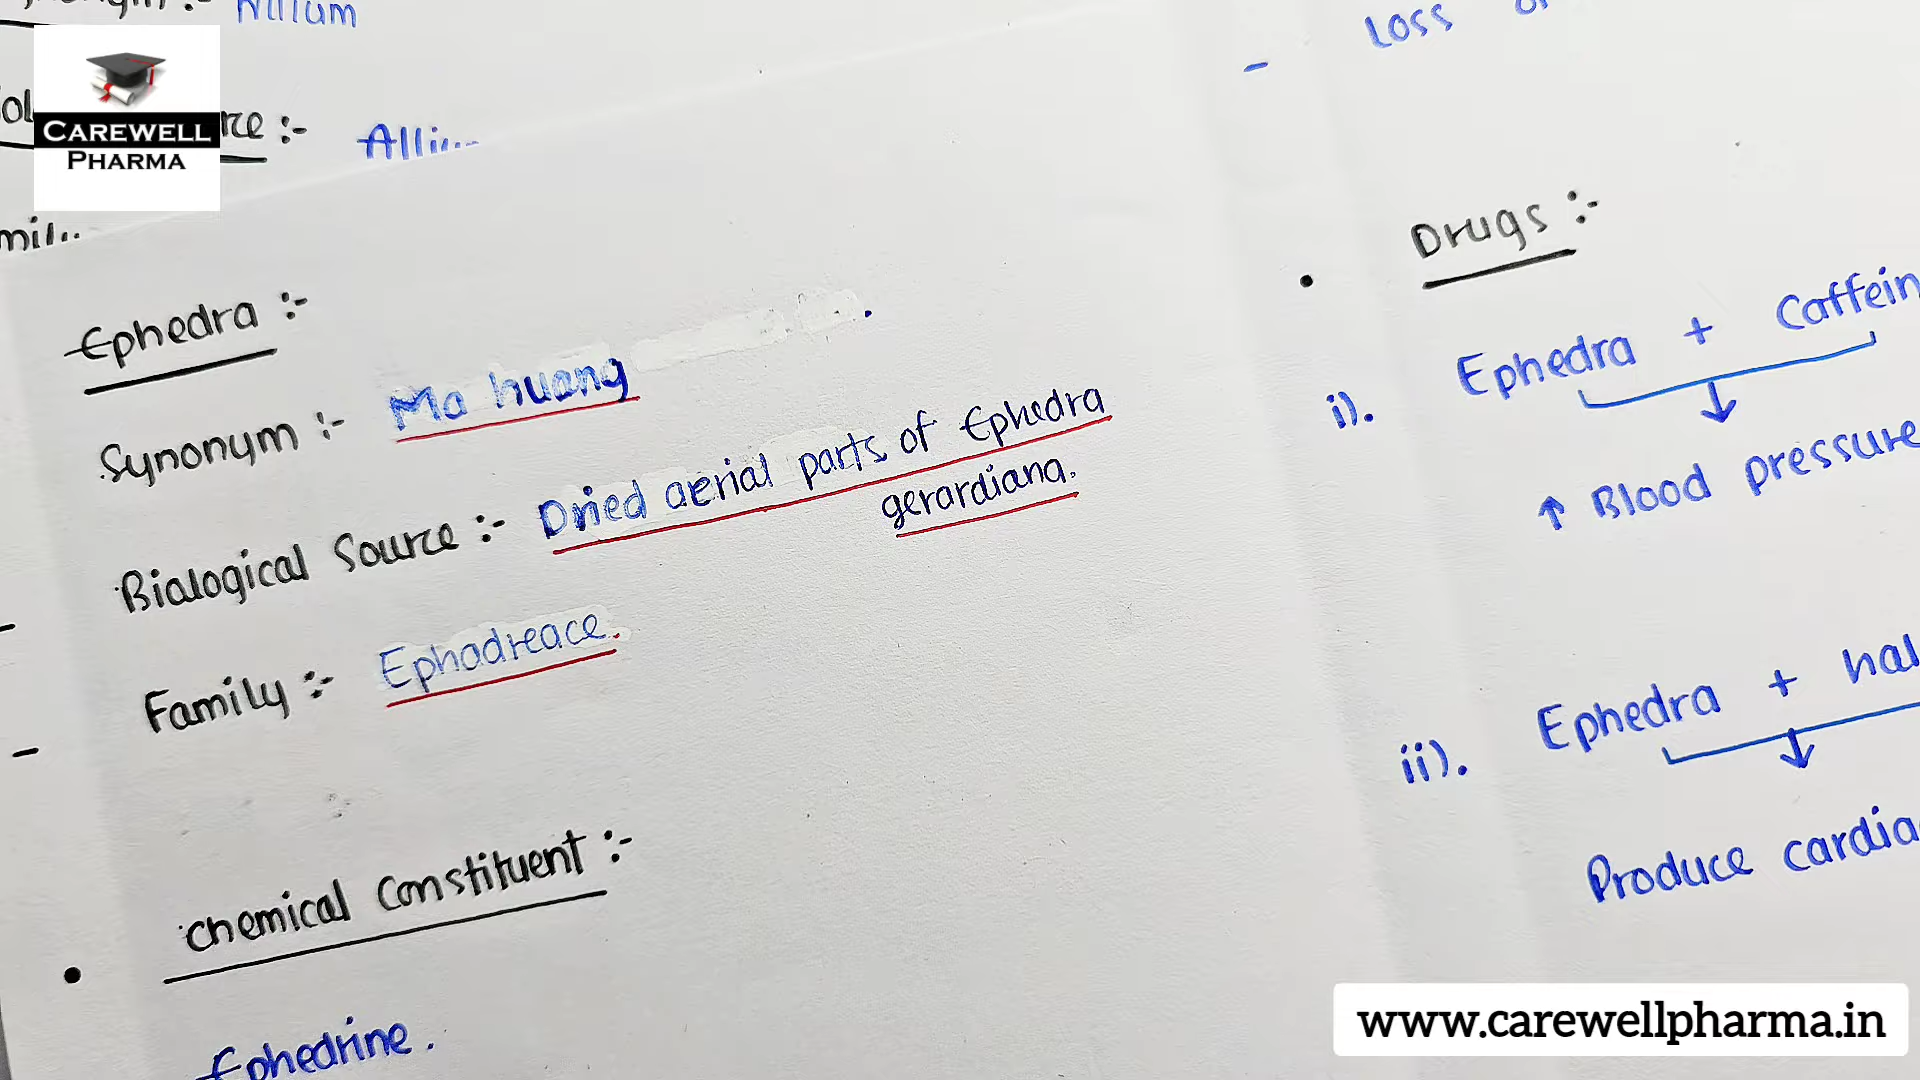 CAREWELL
PHARMA
Ephedra :-
Synonym :- Ma huang
Biological Source :- Dried aerial parts of Ephedra
gerardiana.
Family :- Ephadreace.
Chemical Constituent :-
Ephedrine.
Loss
Drugs :-
i). Ephedra + Caffein
↑ Blood pressure
ii). Ephedra + hal
Produce cardia
www.carewellpharma.in